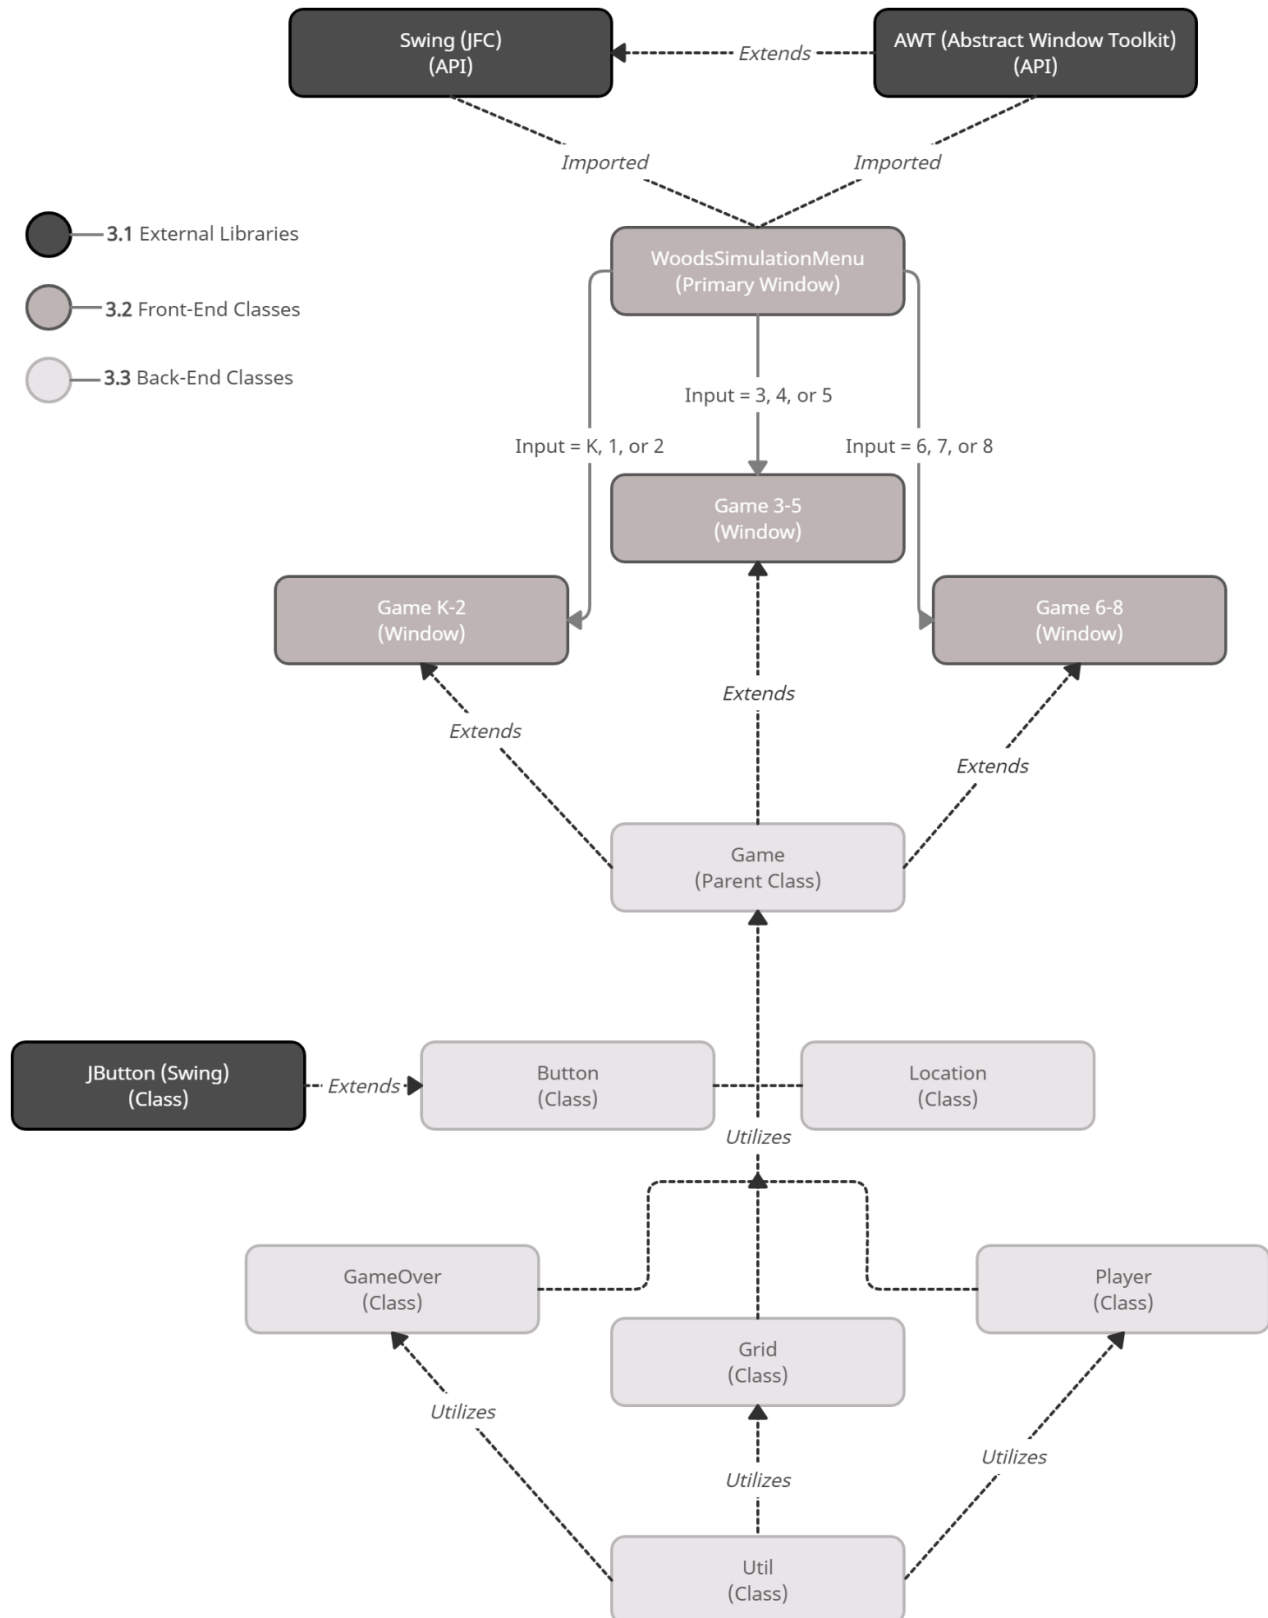 Swing (JFC)
(API)
Extends
AWT (Abstract Window Toolkit)
(API)
Imported
Imported
3.1 External Libraries
3.2 Front-End Classes
3.3 Back-End Classes
WoodsSimulationMenu
(Primary Window)
Input = 3, 4, or 5
Input = K, 1, or 2
Input = 6, 7, or 8
Game 3-5
(Window)
Game K-2
(Window)
Game 6-8
(Window)
Extends
Extends
Extends
Game
(Parent Class)
JButton (Swing)
(Class)
Extends
Button
(Class)
Location
(Class)
Utilizes
GameOver
(Class)
Player
(Class)
Grid
(Class)
Utilizes
Utilizes
Utilizes
Util
(Class)